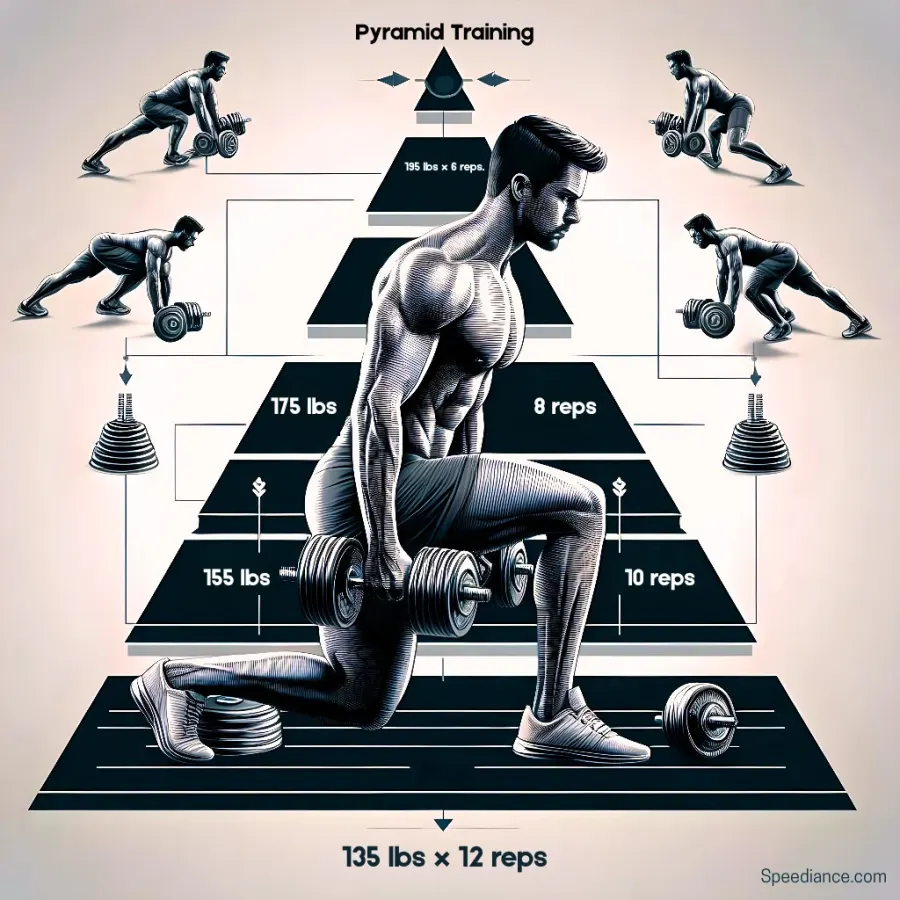 Pyramid Training
195 lbs × 6 reps.
175 lbs 8 reps
155 lbs 10 reps
135 lbs × 12 reps
Speediance.com